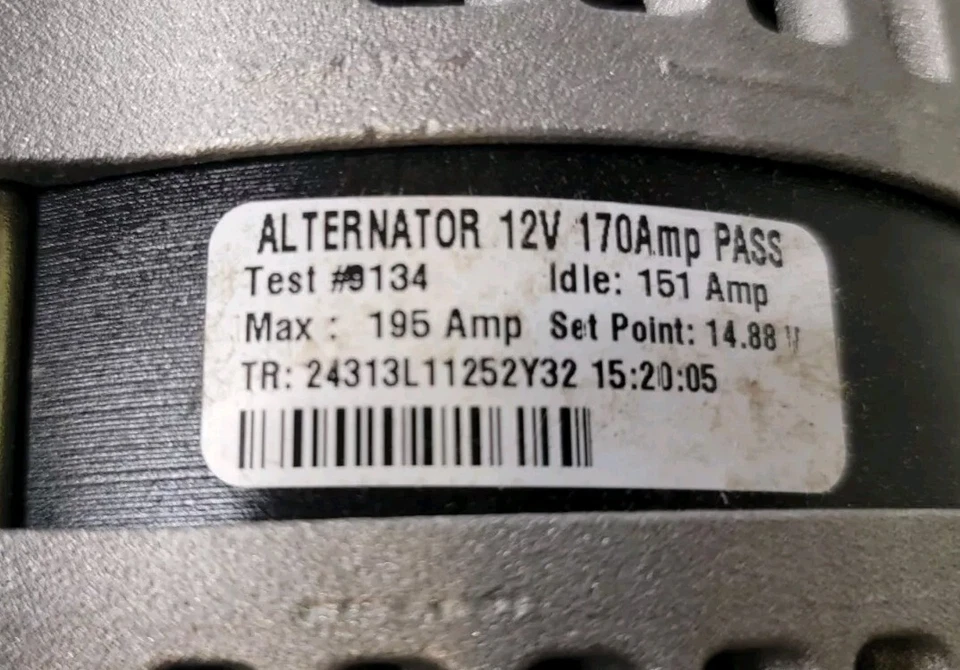 ALTERNATOR 12V 170Amp PASS
Test #9134 Idle: 151 Amp
Max : 195 Amp Set Point: 14.88 V
TR: 24313L11252Y32 15:20:05